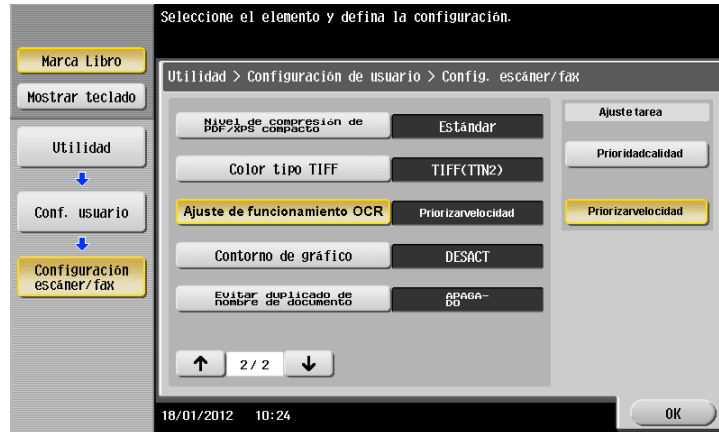 Seleccione el elemento y defina la configuración.
Marca Libro
Mostrar teclado
Utilidad
Conf. usuario
Configuración
escáner/fax
Utilidad > Configuración de usuario > Config. escáner/fax
Nivel de compresión de
PDF/XPS compacto
Estándar
Color tipo TIFF
TIFF(TTN2)
Ajuste de funcionamiento OCR
Priorizarvelocidad
Contorno de gráfico
DESACT
Evitar duplicado de
nombre de documento
APAGA-
DO
2/ 2
Ajuste tarea
Prioridadcalidad
Priorizarvelocidad
18/01/2012 10:24
OK